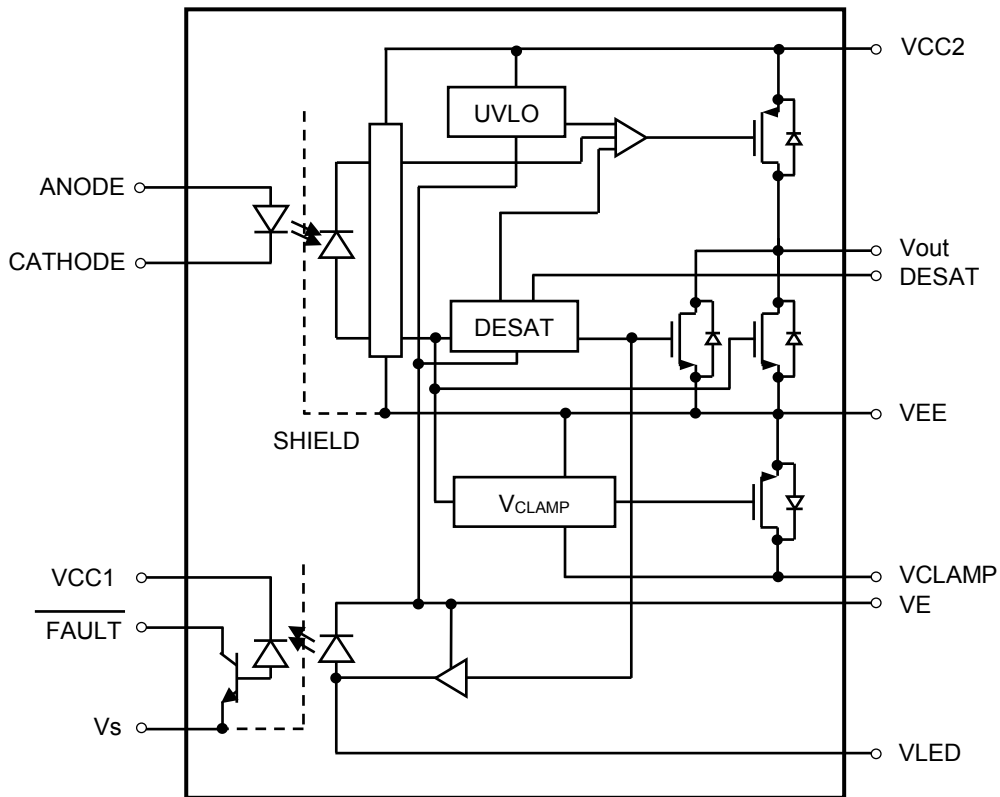 VCC2
UVLO
ANODE
CATHODE
Vout
DESAT
DESAT
VEE
SHIELD
VCLAMP
VCC1
VCLAMP
VE
FAULT
Vs
VLED